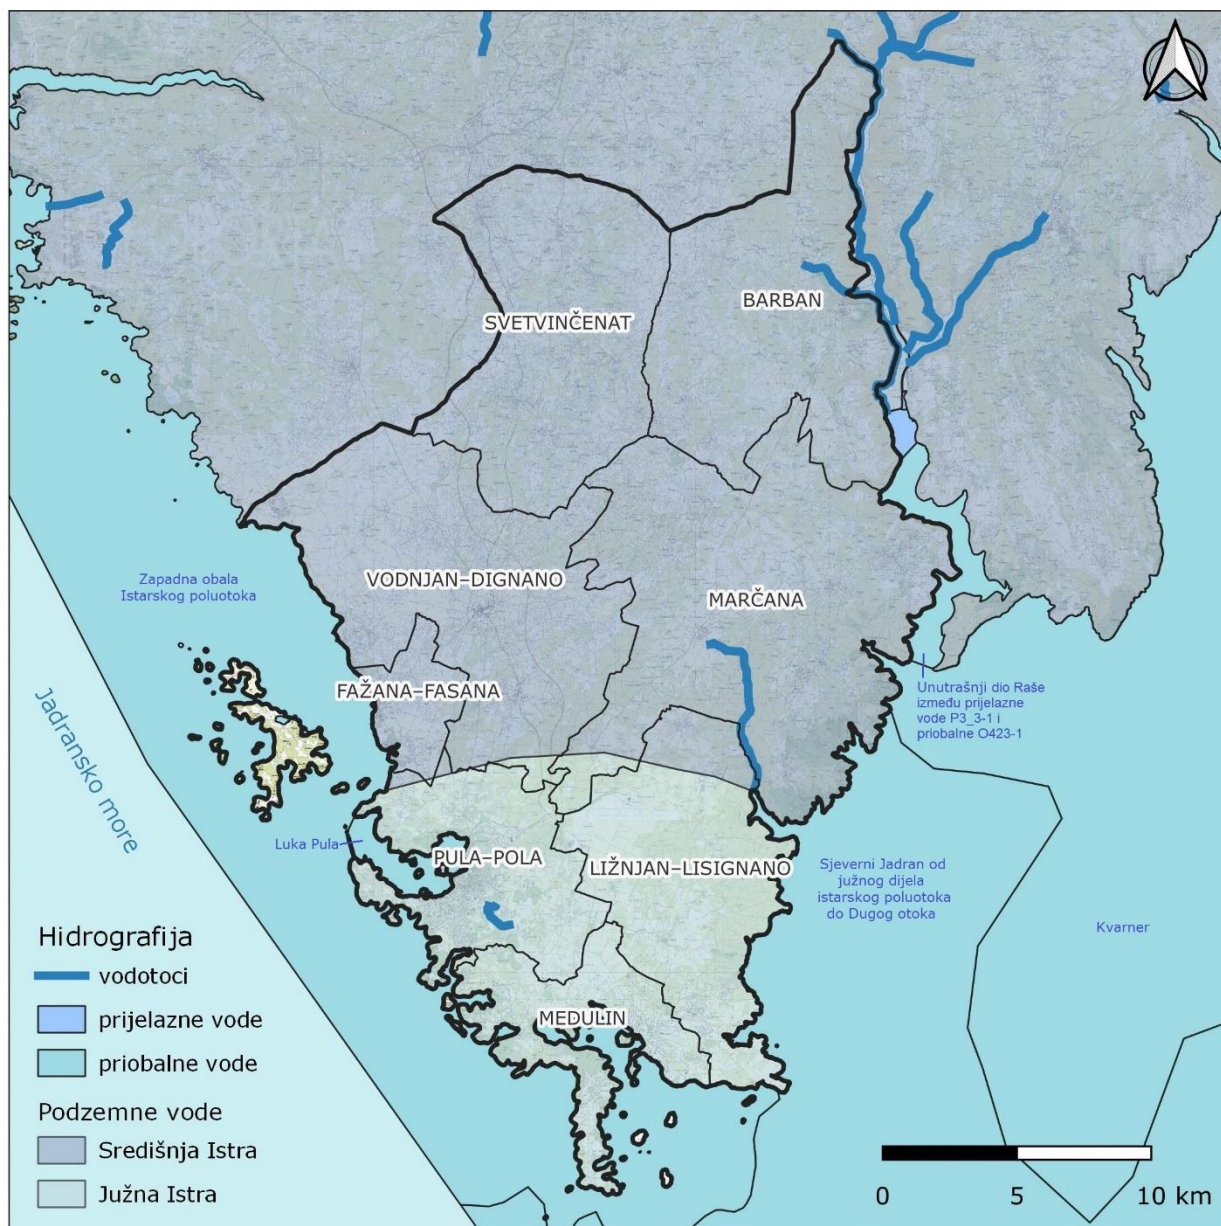 BARBAN
SVETVINČENAT
VODNJAN–DIGNANO
MARČANA
Zapadna obala
Istarskog poluotoka
FAŽANA–FASANA
Unutrašnji dio Raše
između prijelazne
vode P3_3-1 i
priobalne O423-1
Jadransko more
Luka Pula
PULA–POLA
LIŽNJAN–LISIGNANO
Sjeverni Jadran od
južnog dijela
istarskog poluotoka
do Dugog otoka
Kvarner
MEDULIN
Hidrografija
vodotoci
prijelazne vode
priobalne vode
Podzemne vode
Središnja Istra
Južna Istra
0 5 10 km